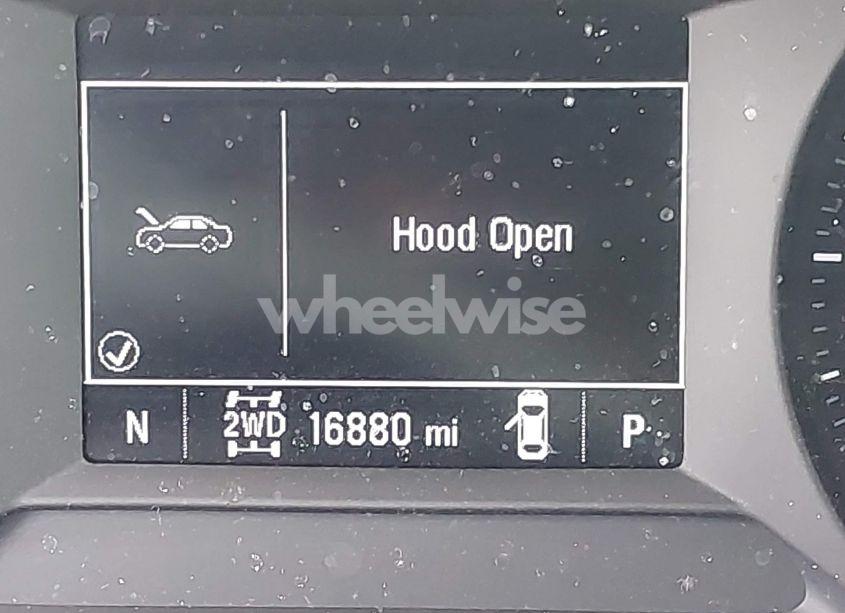 Hood Open
wheelwise
N 2WD 16880 mi P